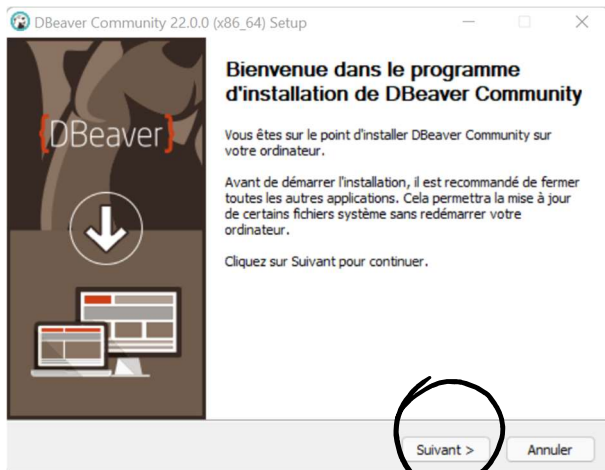 DBeaver Community 22.0.0 (x86_64) Setup
Bienvenue dans le programme
d'installation de DBeaver Community
{DBeaver}
Vous êtes sur le point d'installer DBeaver Community sur
votre ordinateur.
Avant de démarrer l'installation, il est recommandé de fermer
toutes les autres applications. Cela permettra la mise à jour
de certains fichiers système sans redémarrer votre
ordinateur.
Cliquez sur Suivant pour continuer.
Suivant >
Annuler